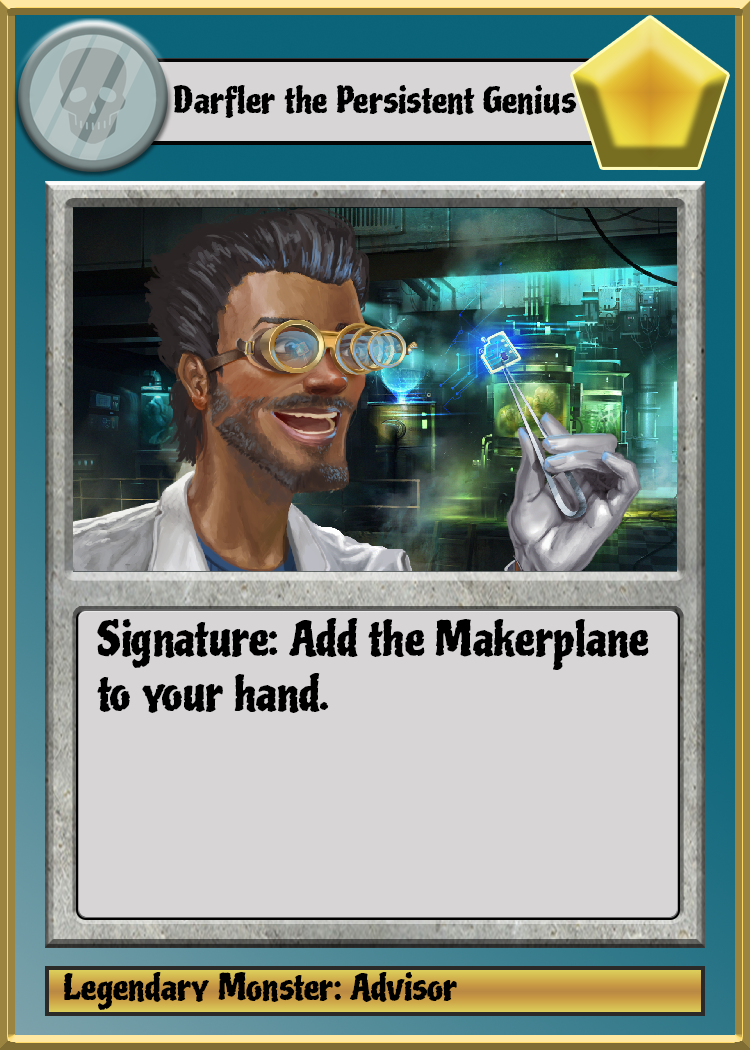 Darfler the Persistent Genius
Signature: Add the Makerplane
to your hand.
Legendary Monster: Advisor